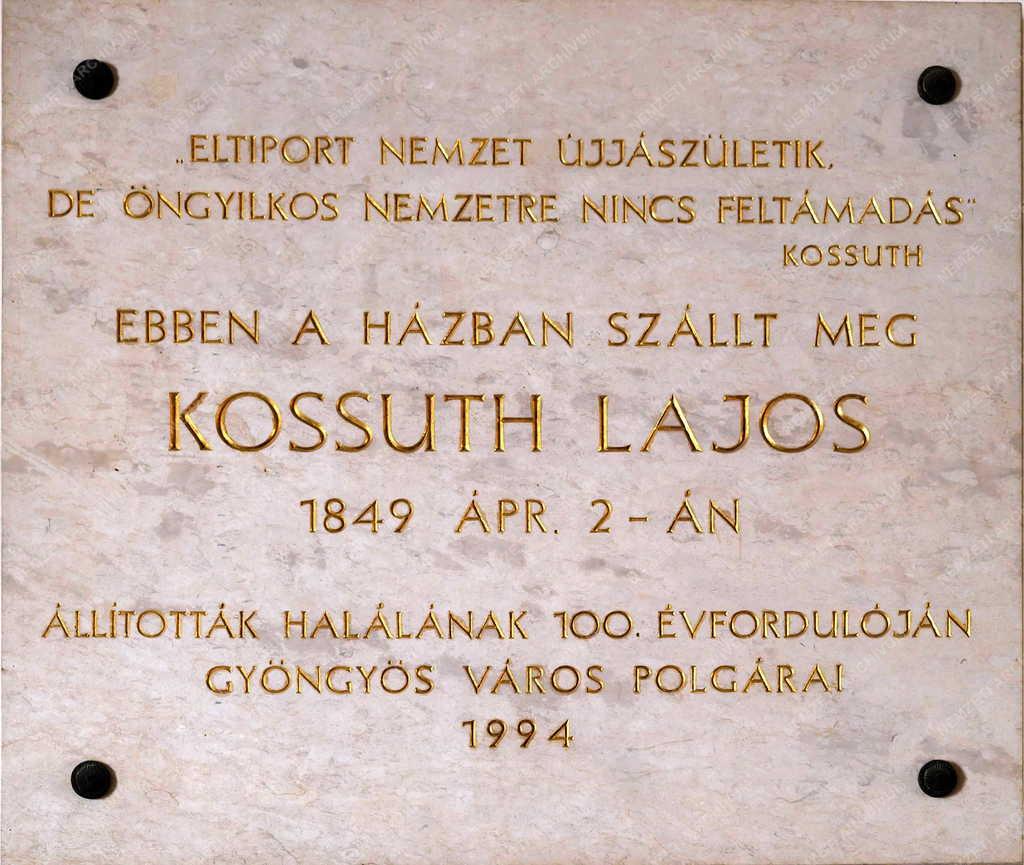 „ELTIPORT NEMZET ÚJJÁSZÜLETIK,
DE ÖNGYILKOS NEMZETRE NINCS FELTÁMADÁS"
KOSSUTH
EBBEN A HÁZBAN SZÁLLT MEG
KOSSUTH LAJOS
1849 ÁPR. 2-ÁN
ÁLLÍTOTTÁK HALÁLÁNAK 100. ÉVFORDULÓJÁN
GYÖNGYÖS VÁROS POLGÁRAI
1994